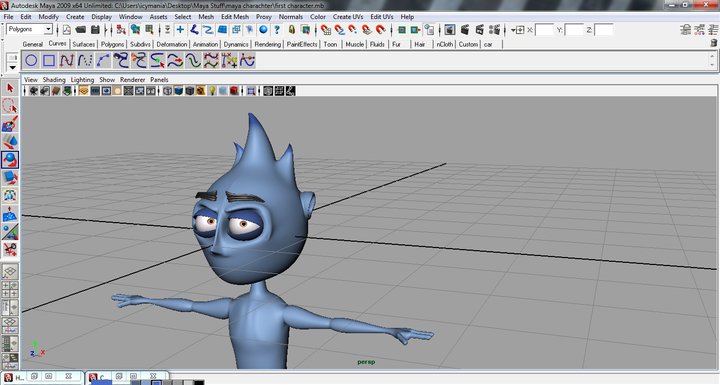 Autodesk Maya 2009 x64 Unlimited: C:\Users\icymania\Desktop\Maya Stuff\maya charachter\first character.mb
File Edit Modify Create Display Window Assets Select Mesh Edit Mesh Proxy Normals Color Create UVs Edit UVs Help
Polygons X: Y: Z:
General Curves Surfaces Polygons Subdivs Deformation Animation Dynamics Rendering PaintEffects Toon Muscle Fluids Fur Hair nCloth Custom car
View Shading Lighting Show Renderer Panels
Z X
persp
H... C...